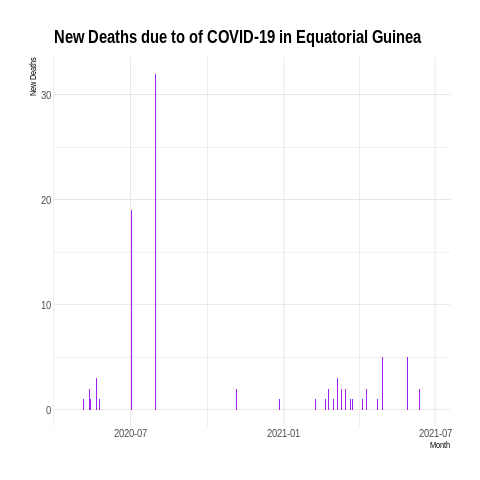 New Deaths due to of COVID-19 in Equatorial Guinea
New Deaths
30
20
10
0
2020-07
2021-01
2021-07
Month